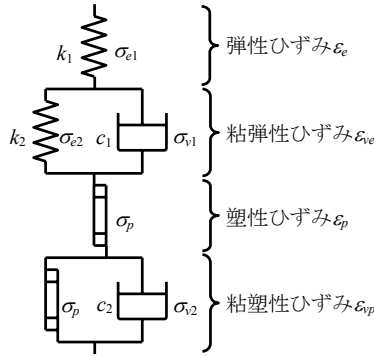 k1 σe1 弾性ひずみεe
k2 σe2 c1 σv1 粘弾性ひずみεve
σp 塑性ひずみεp
σp c2 σv2 粘塑性ひずみεvp